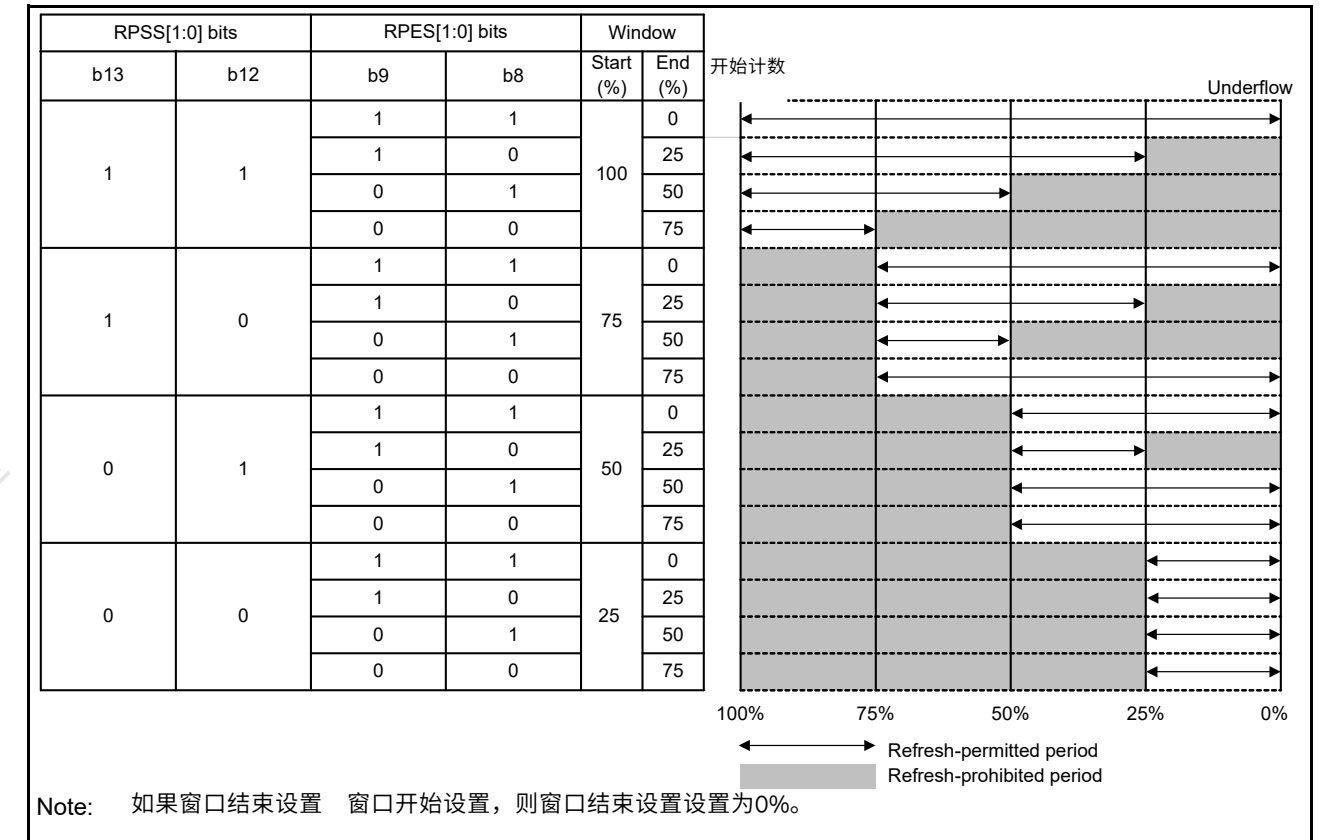 RPSS[1:0] bits RPES[1:0] bits Window
b13 b12 b9 b8 Start (%) End (%)
开始计数
Underflow
1 1 1 1 100 0
1 0 25
0 1 50
0 0 75
1 0 1 1 75 0
1 0 25
0 1 50
0 0 75
0 1 1 1 50 0
1 0 25
0 1 50
0 0 75
0 0 1 1 25 0
1 0 25
0 1 50
0 0 75
100% 75% 50% 25% 0%
Refresh-permitted period
Refresh-prohibited period
Note: 如果窗口结束设置 窗口开始设置，则窗口结束设置设置为0%。